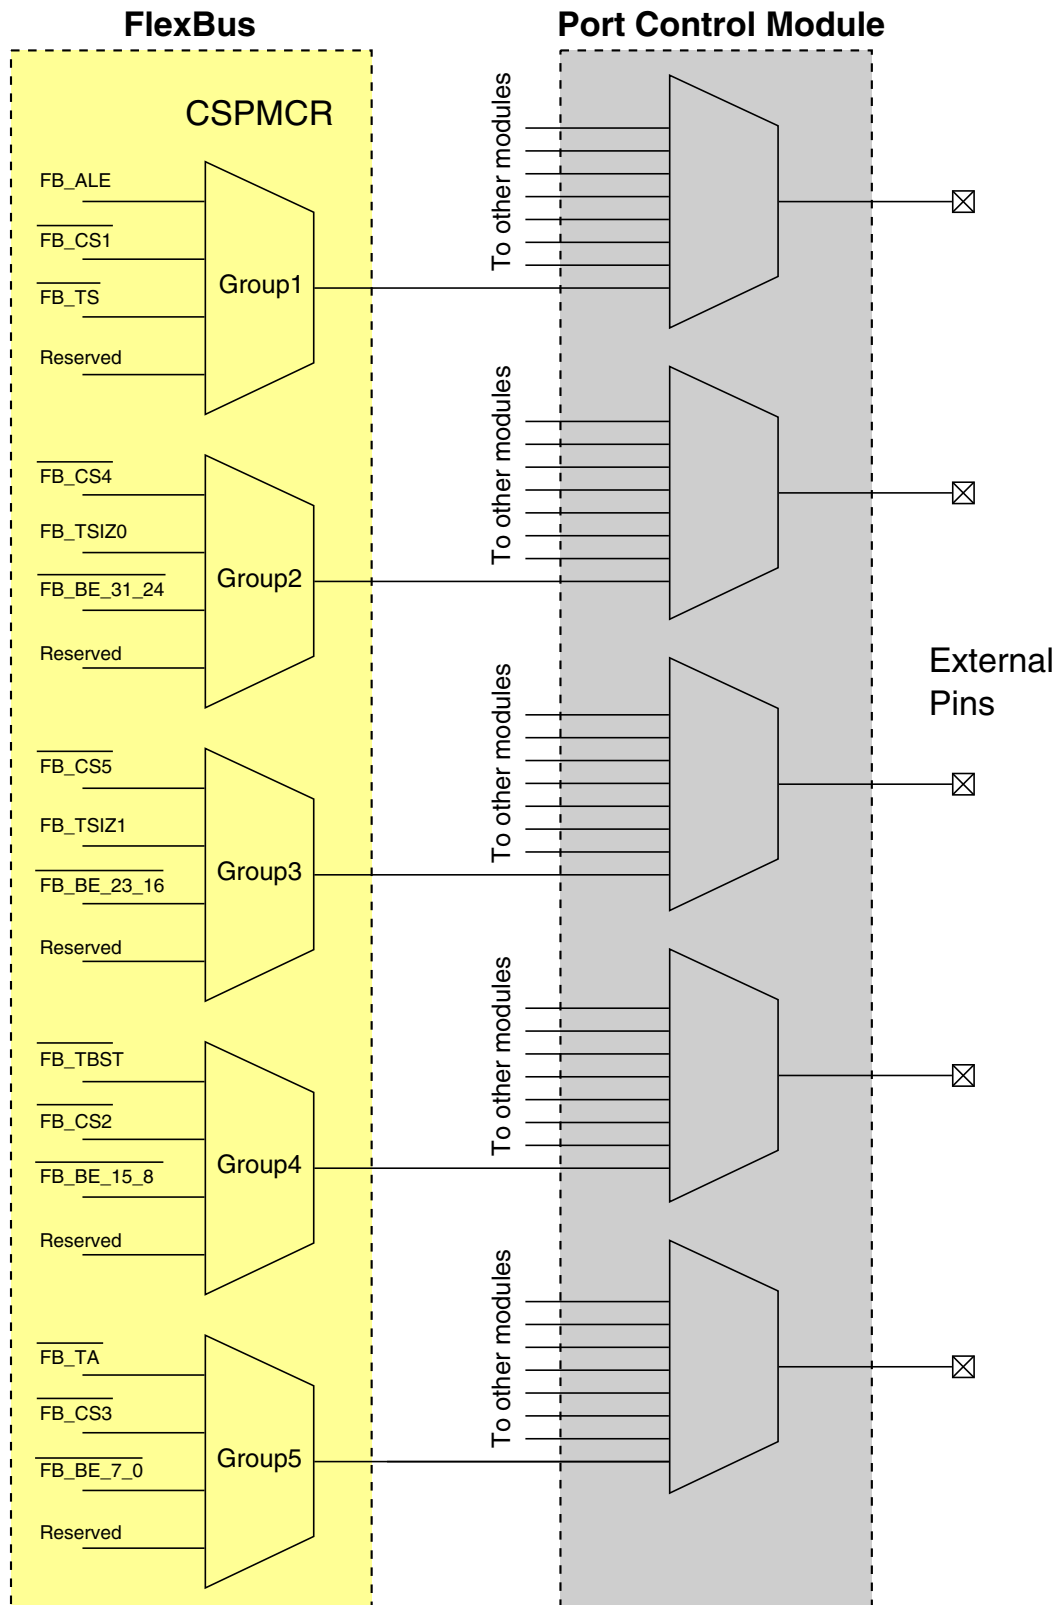 FlexBus
Port Control Module
CSPMCR
FB_ALE
FB_CS1
FB_TS
Reserved
Group1
To other modules
FB_CS4
FB_TSIZ0
FB_BE_31_24
Reserved
Group2
To other modules
External
Pins
FB_CS5
FB_TSIZ1
FB_BE_23_16
Reserved
Group3
To other modules
FB_TBST
FB_CS2
FB_BE_15_8
Reserved
Group4
To other modules
FB_TA
FB_CS3
FB_BE_7_0
Reserved
Group5
To other modules